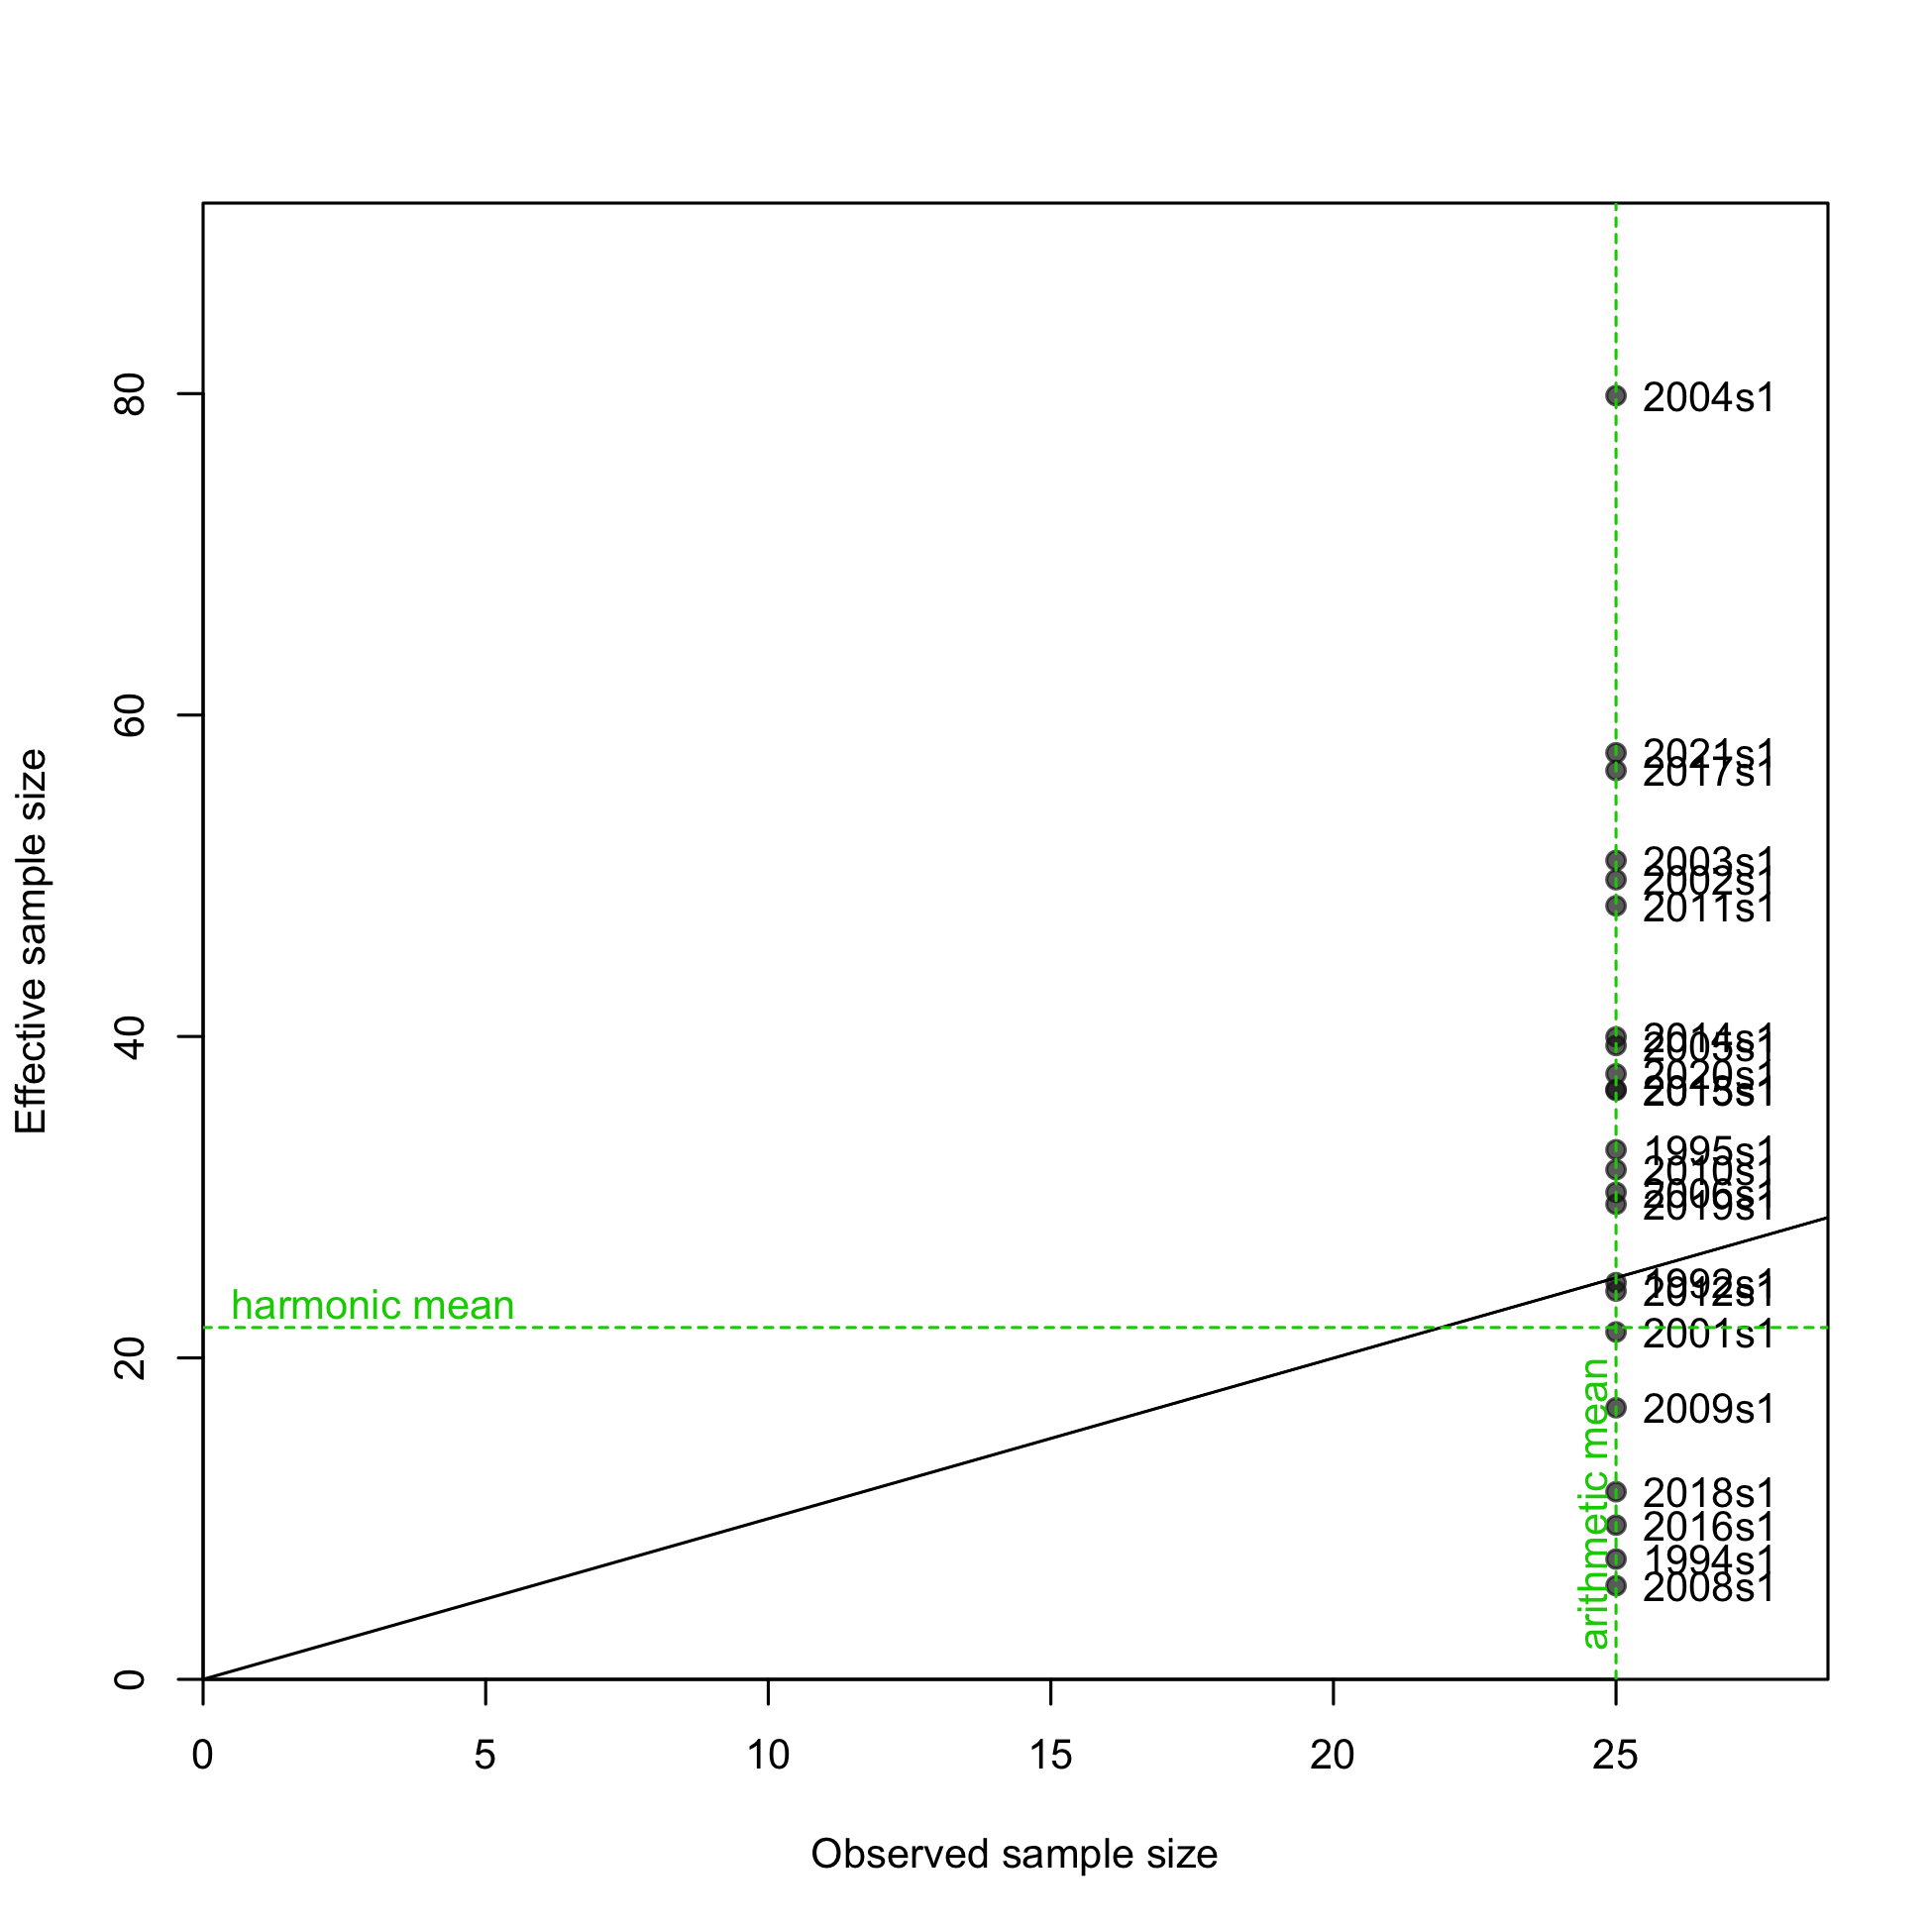 80
60
40
20
0
Effective sample size
2004s1
2021s1
2017s1
2003s1
2002s1
2011s1
2014s1
2020s1
1995s1
2010s1
2006s1
2019s1
1992s1
2012s1
harmonic mean
2001s1
arithmetic mean
2009s1
2018s1
2016s1
1994s1
2008s1
0
5
10
15
20
25
Observed sample size